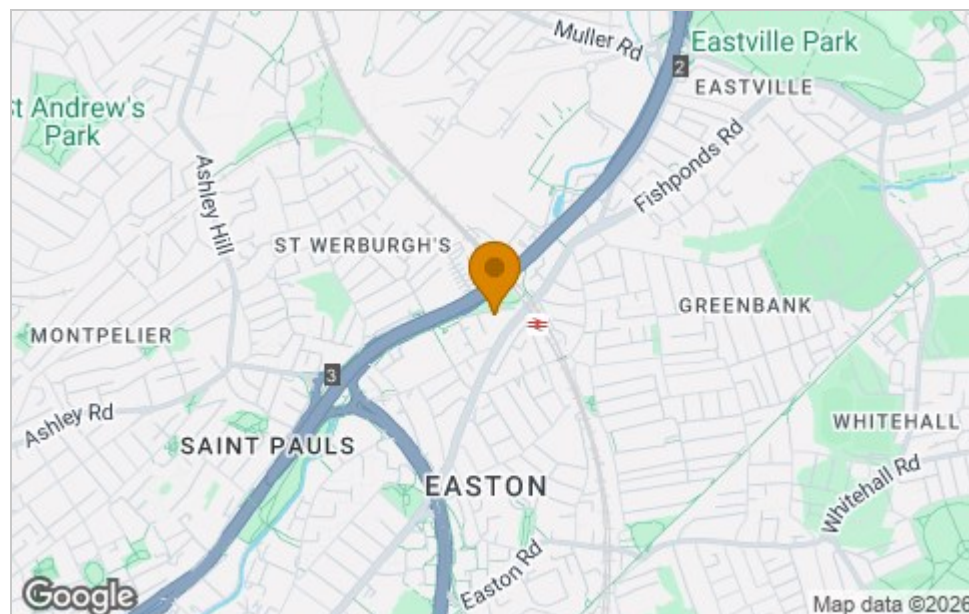 Muller Rd
Eastville Park
2
EASTVILLE
St Andrew's
Park
Ashley Hill
Fishponds Rd
ST WERBURGH'S
GREENBANK
MONTPELIER
3
Ashley Rd
WHITEHALL
SAINT PAULS
EASTON
Whitehall Rd
Easton Rd
Google
Map data ©2026